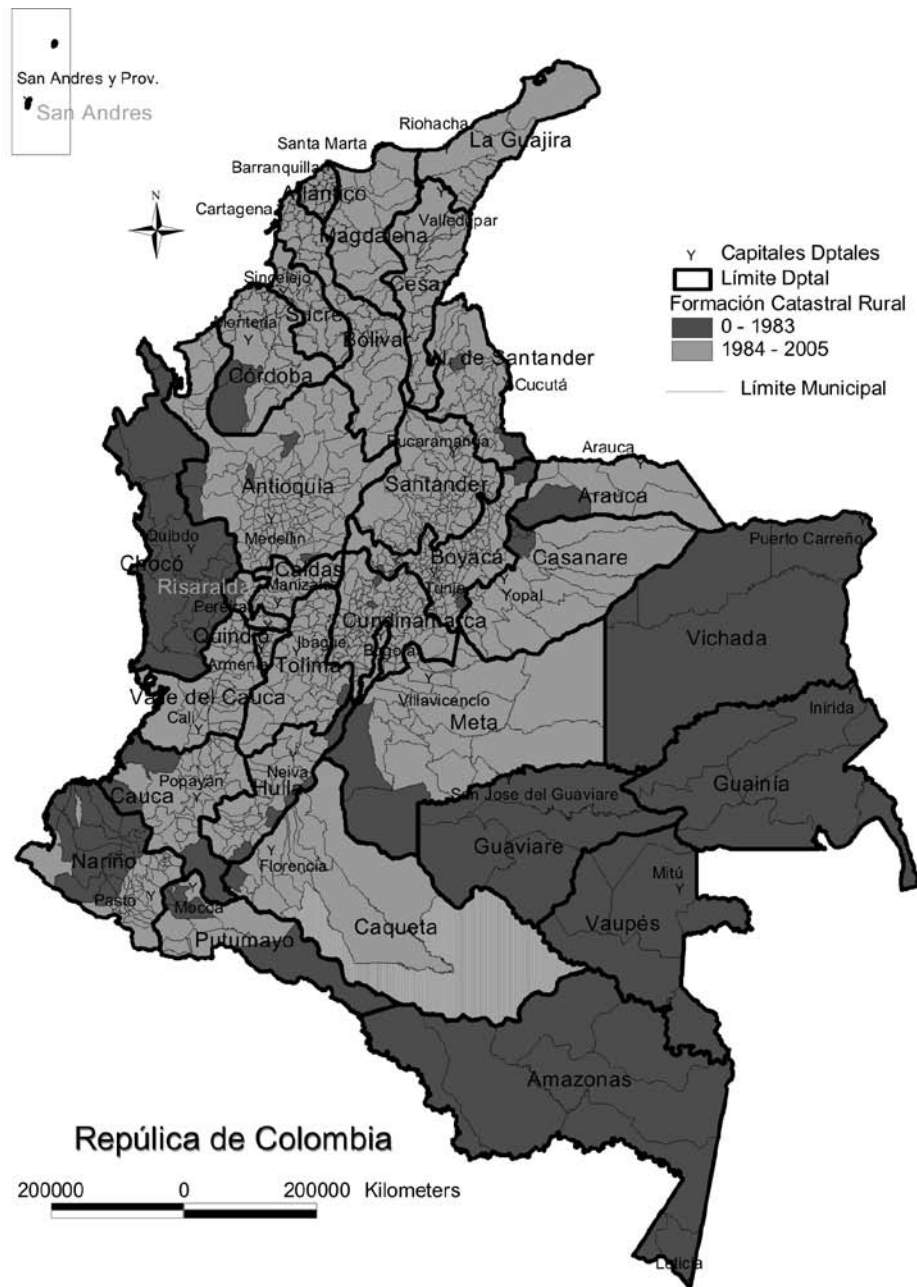 San Andres y Prov.
San Andres
Riohacha
La Guajira
Santa Marta
Barranquilla
Atlántico
Cartagena
Magdalena
Valledupar
Cesar
N
Sincelejo
Sucre
Montería
Bólivar
Córdoba
N. de Santander
Cucutá
Y Capitales Dptales
Límite Dptal
Formación Catastral Rural
0 - 1983
1984 - 2005
Límite Municipal
Bucaramanga
Santander
Antioquia
Medellín
Arauca
Arauca
Quibdo
Chocó
Boyacá
Casanare
Puerto Carreño
Risaralda
Caldas
Manizales
Tunja
Yopal
Pereira
Cundinamarca
Vichada
Quindio
Ibague
Bogota
Armenia
Tolima
Valle del Cauca
Villavicencio
Meta
Inirida
Cali
Neiva
Popayán
Huila
San Jose del Guaviare
Guainía
Cauca
Nariño
Florencia
Guaviare
Mitú
Pasto
Mocoa
Caqueta
Vaupés
Putumayo
Amazonas
Repúlica de Colombia
200000 0 200000 Kilometers
Leticia